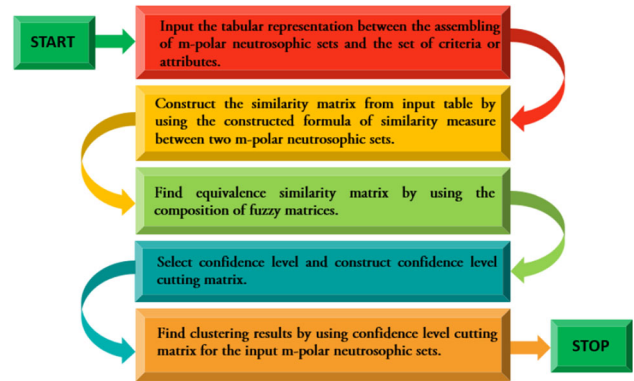 START
Input the tabular representation between the assembling
of m-polar neutrosophic sets and the set of criteria or
attributes.
Construct the similarity matrix from input table by
using the constructed formula of similarity measure
between two m-polar neutrosophic sets.
Find equivalence similarity matrix by using the
composition of fuzzy matrices.
Select confidence level and construct confidence level
cutting matrix.
Find clustering results by using confidence level cutting
matrix for the input m-polar neutrosophic sets.
STOP